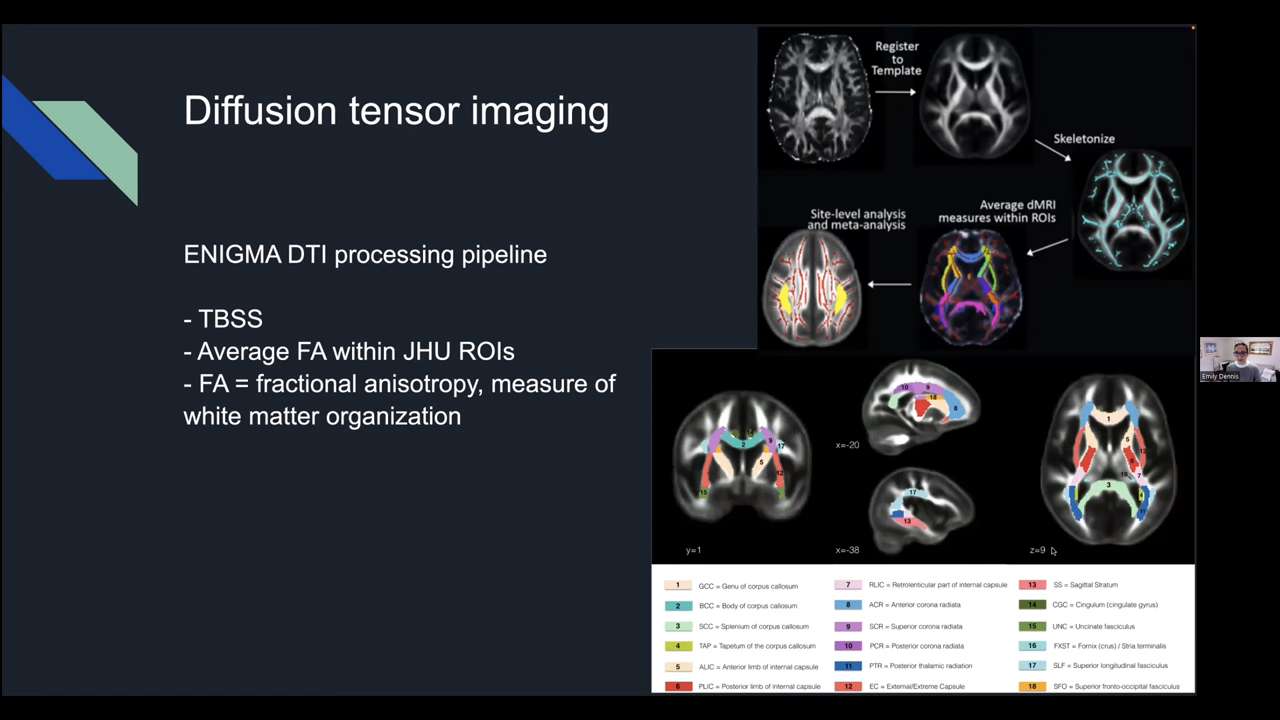 Diffusion tensor imaging
ENIGMA DTI processing pipeline
- TBSS
- Average FA within JHU ROIs
- FA = fractional anisotropy, measure of
white matter organization
Register
to
Template
Skeletonize
Average dMRI
measures within ROIs
Site-level analysis
and meta-analysis
y=1
x=-20
x=-38
z=9
1 GCC = Genu of corpus callosum
2 BCC = Body of corpus callosum
3 SCC = Splenium of corpus callosum
4 TAP = Tapetum of the corpus callosum
5 ALIC = Anterior limb of internal capsule
6 PLIC = Posterior limb of internal capsule
7 RLIC = Retrolenticular part of internal capsule
8 ACR = Anterior corona radiata
9 SCR = Superior corona radiata
10 PCR = Posterior corona radiata
11 PTR = Posterior thalamic radiation
12 EC = External/Extreme Capsule
13 SS = Sagittal Stratum
14 CGC = Cingulum (cingulate gyrus)
15 UNC = Uncinate fasciculus
16 FXST = Fornix (crus) / Stria terminalis
17 SLF = Superior longitudinal fasciculus
18 SFO = Superior fronto-occipital fasciculus
Emily Dennis